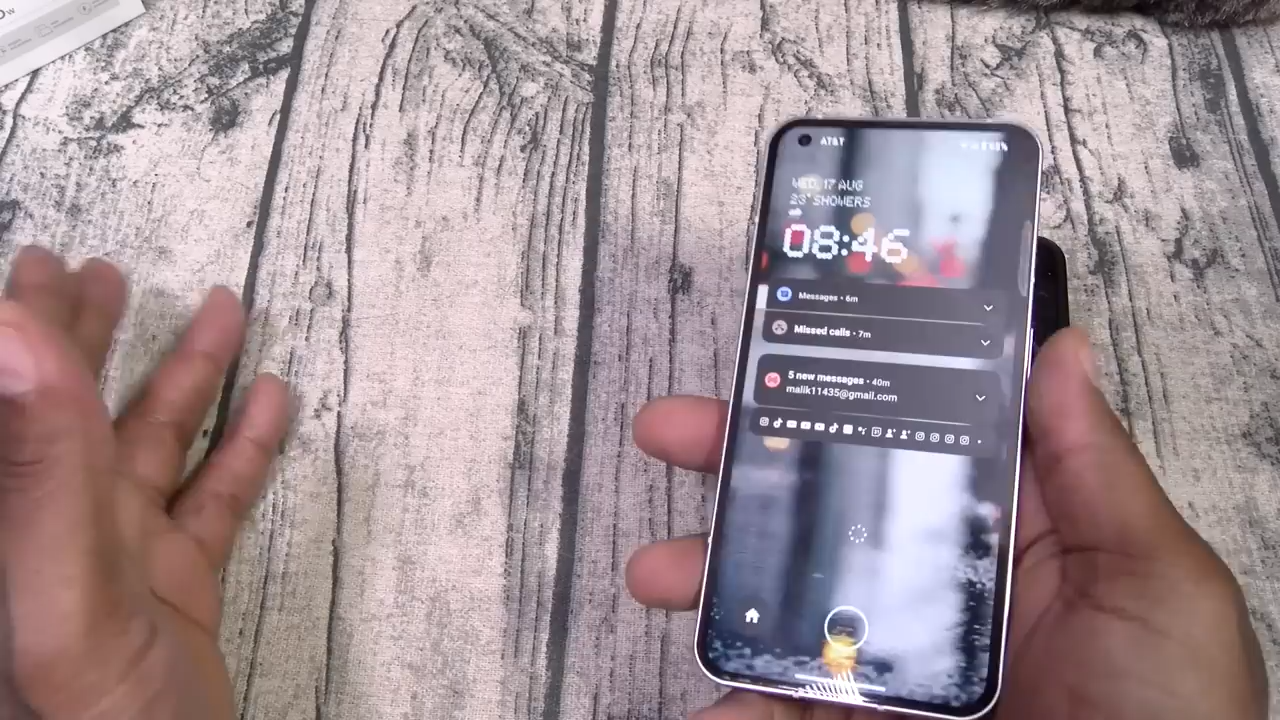 AT&T
WED, 17 AUG
23° SHOWERS
08:46
Messages • 6m
Missed calls • 7m
5 new messages • 40m
malik11435@gmail.com